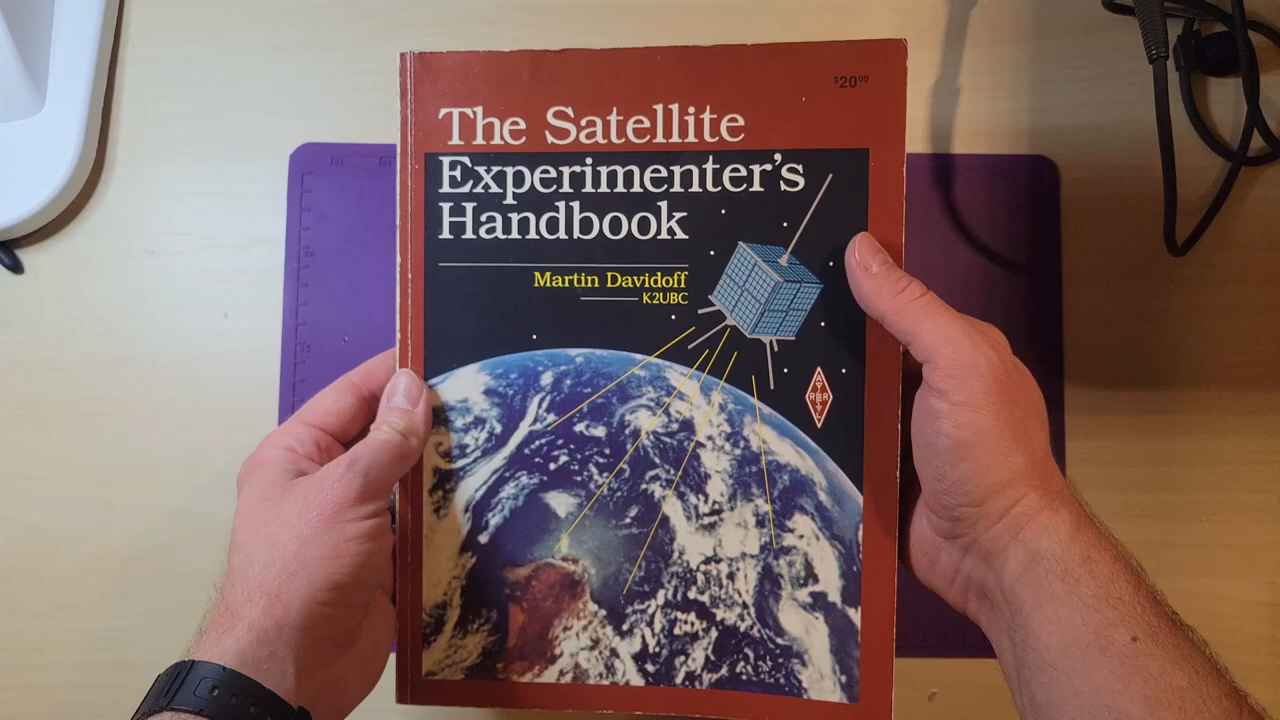 $20.00
The Satellite
Experimenter's
Handbook
Martin Davidoff
K2UBC
A
R R
L